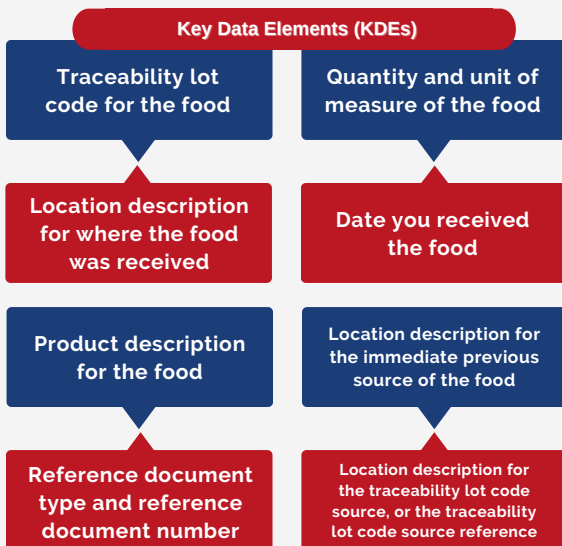 Key Data Elements (KDEs)
Traceability lot
code for the food
Quantity and unit of
measure of the food
Location description
for where the food
was received
Date you received
the food
Product description
for the food
Location description for
the immediate previous
source of the food
Reference document
type and reference
document number
Location description for
the traceability lot code
source, or the traceability
lot code source reference